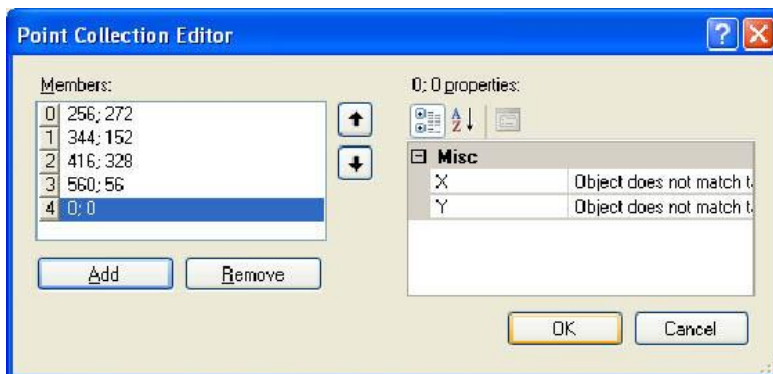 Point Collection Editor
Members:
0 256; 272
1 344; 152
2 416; 328
3 560; 56
4 0; 0
Add
Remove
0; 0 properties:
A
Z
Misc
X Object does not match t
Y Object does not match t
OK
Cancel